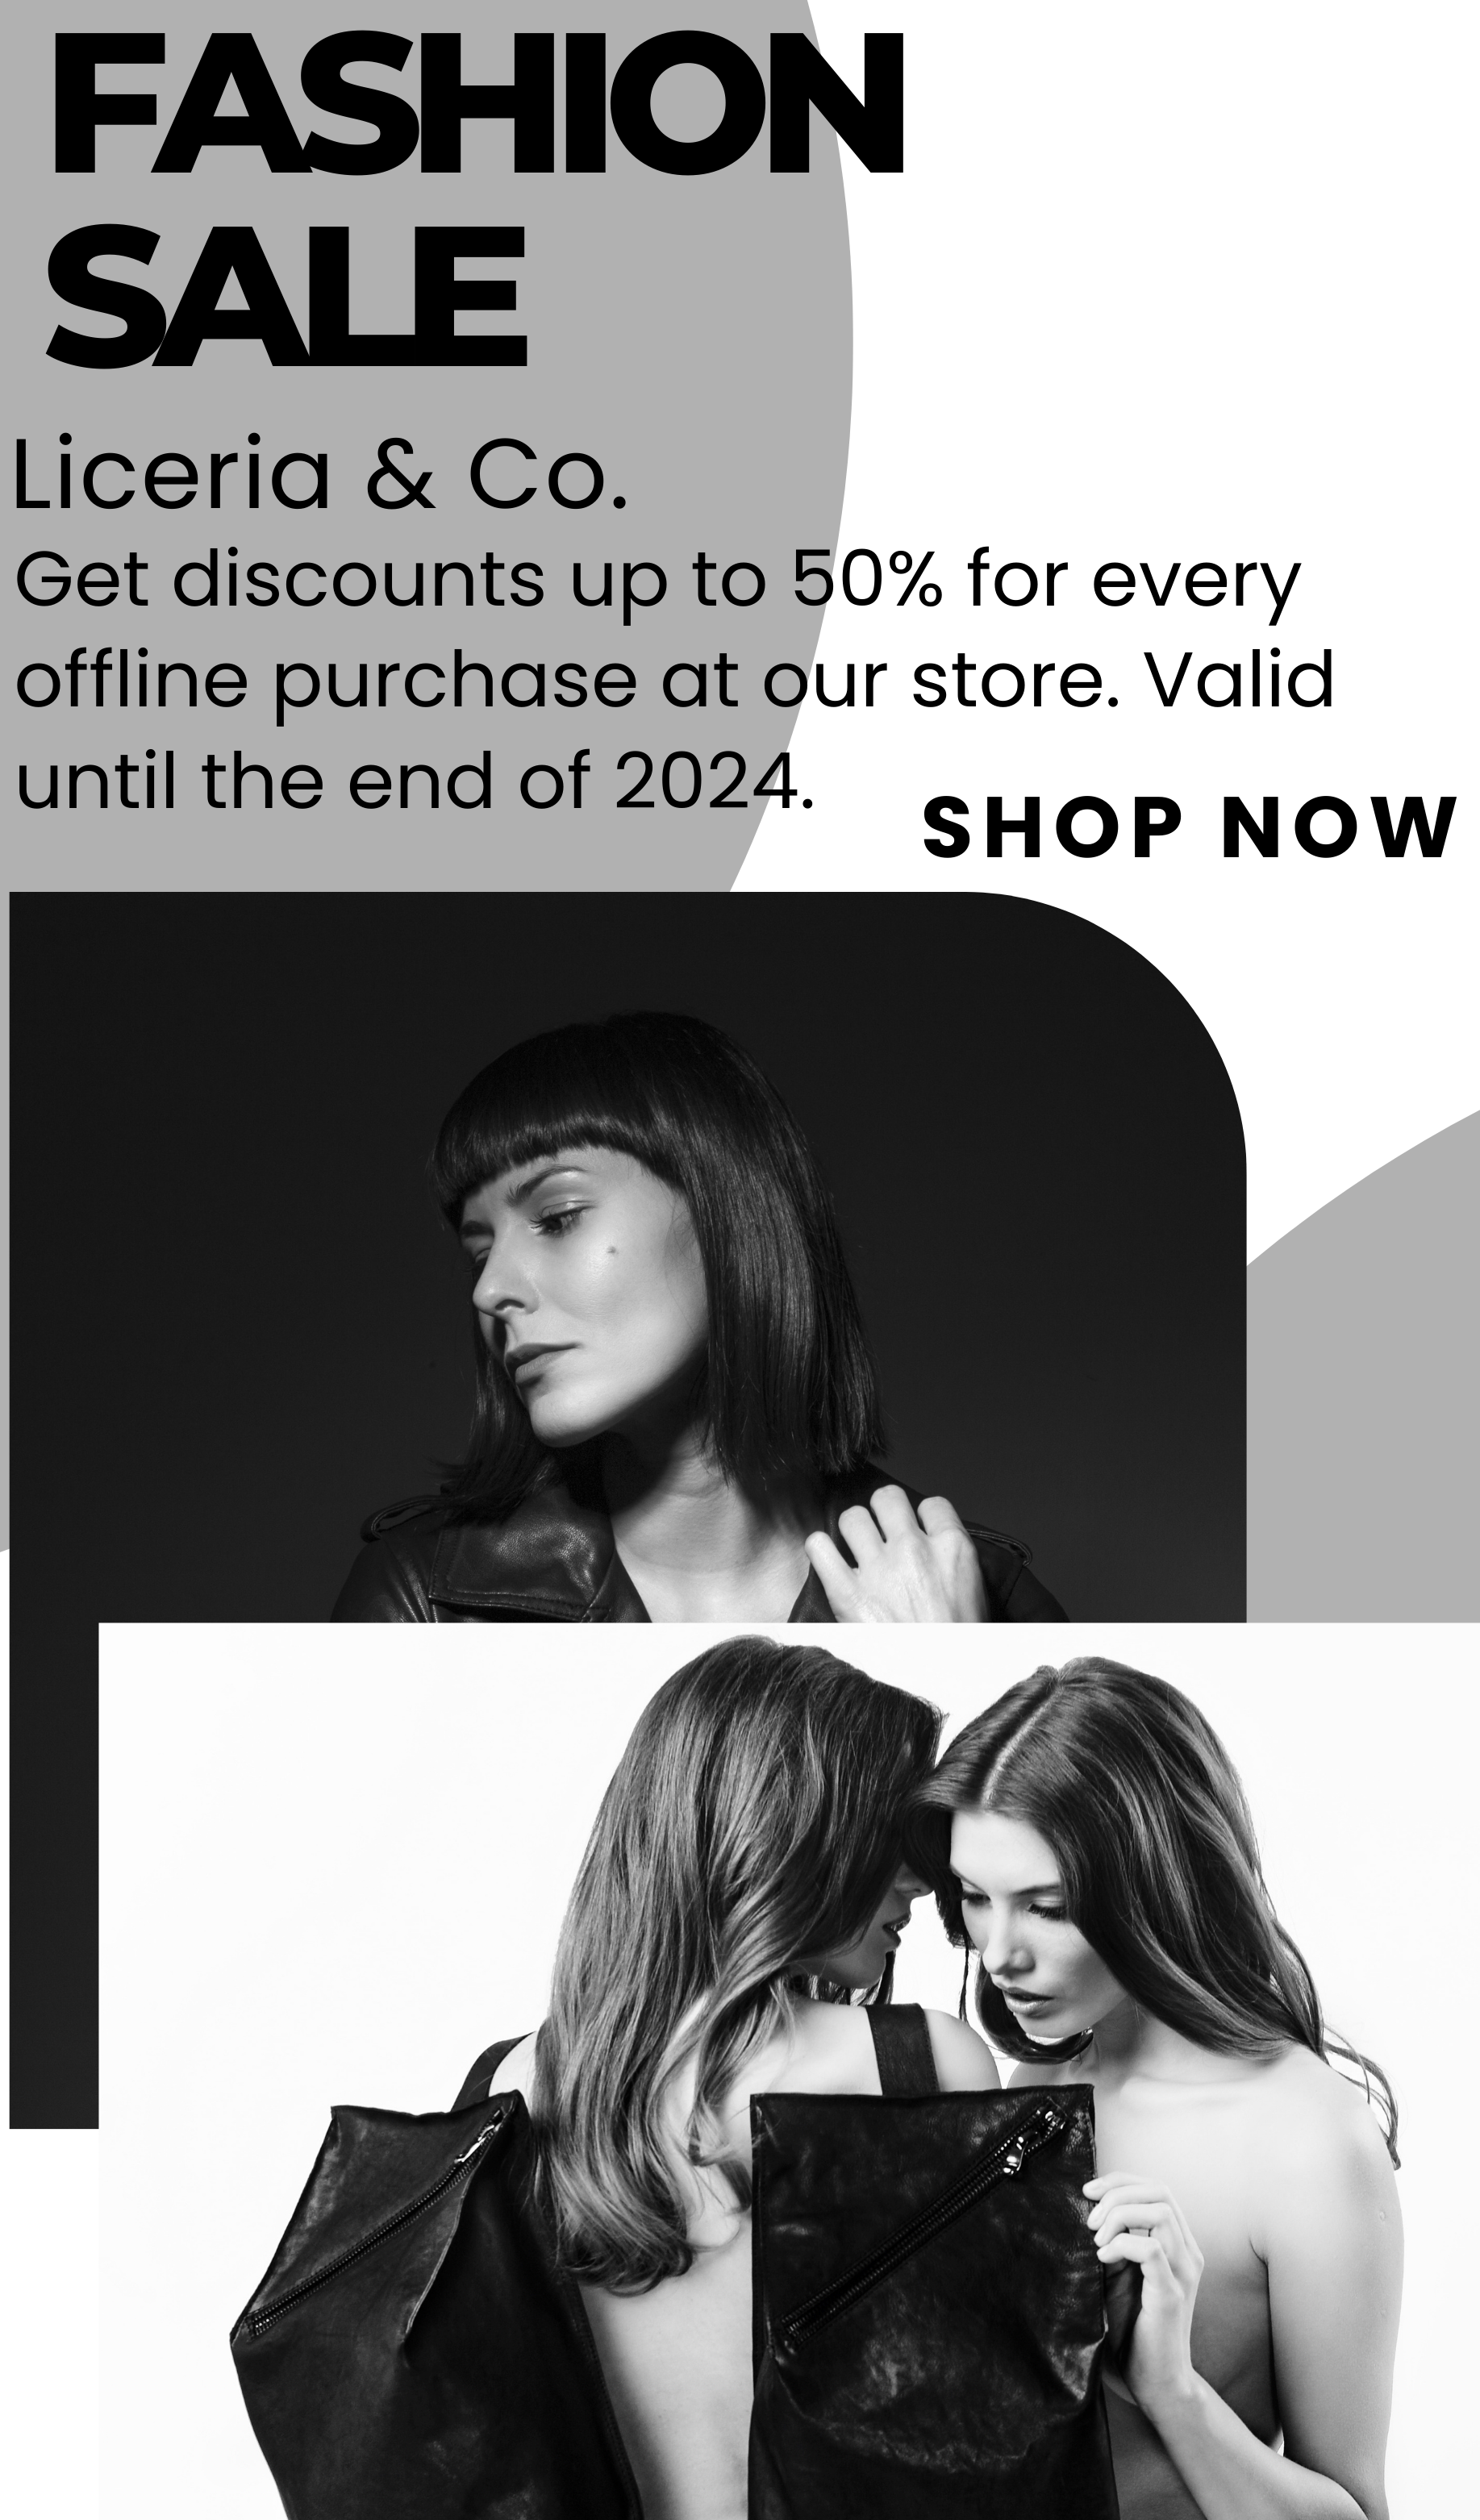 FASHION
SALE
Liceria & Co.
Get discounts up to 50% for every
offline purchase at our store. Valid
until the end of 2024.
SHOP NOW